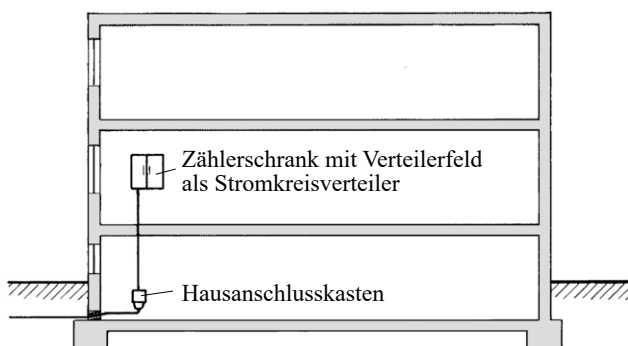 Zählerschrank mit Verteilerfeld
als Stromkreisverteiler
Hausanschlusskasten